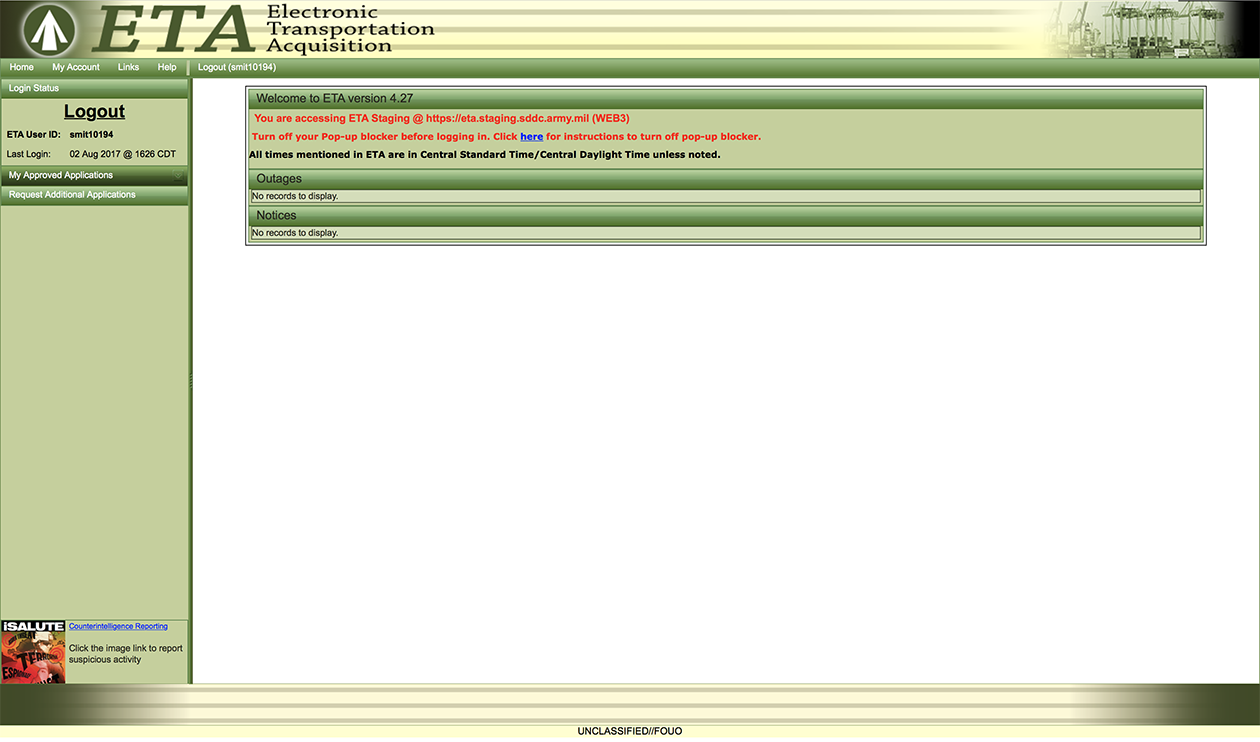 ETA
Electronic
Transportation
Acquisition
Home My Account Links Help Logout (smit10194)
Login Status
Logout
ETA User ID: smit10194
Last Login: 02 Aug 2017 @ 1626 CDT
My Approved Applications
Request Additional Applications
Welcome to ETA version 4.27
You are accessing ETA Staging @ https://eta.staging.sddc.army.mil (WEB3)
Turn off your Pop-up blocker before logging in. Click here for instructions to turn off pop-up blocker.
All times mentioned in ETA are in Central Standard Time/Central Daylight Time unless noted.
Outages
No records to display.
Notices
No records to display.
iSALUTE
TERRORISM
Counterintelligence Reporting
Click the image link to report
suspicious activity
UNCLASSIFIED//FOUO